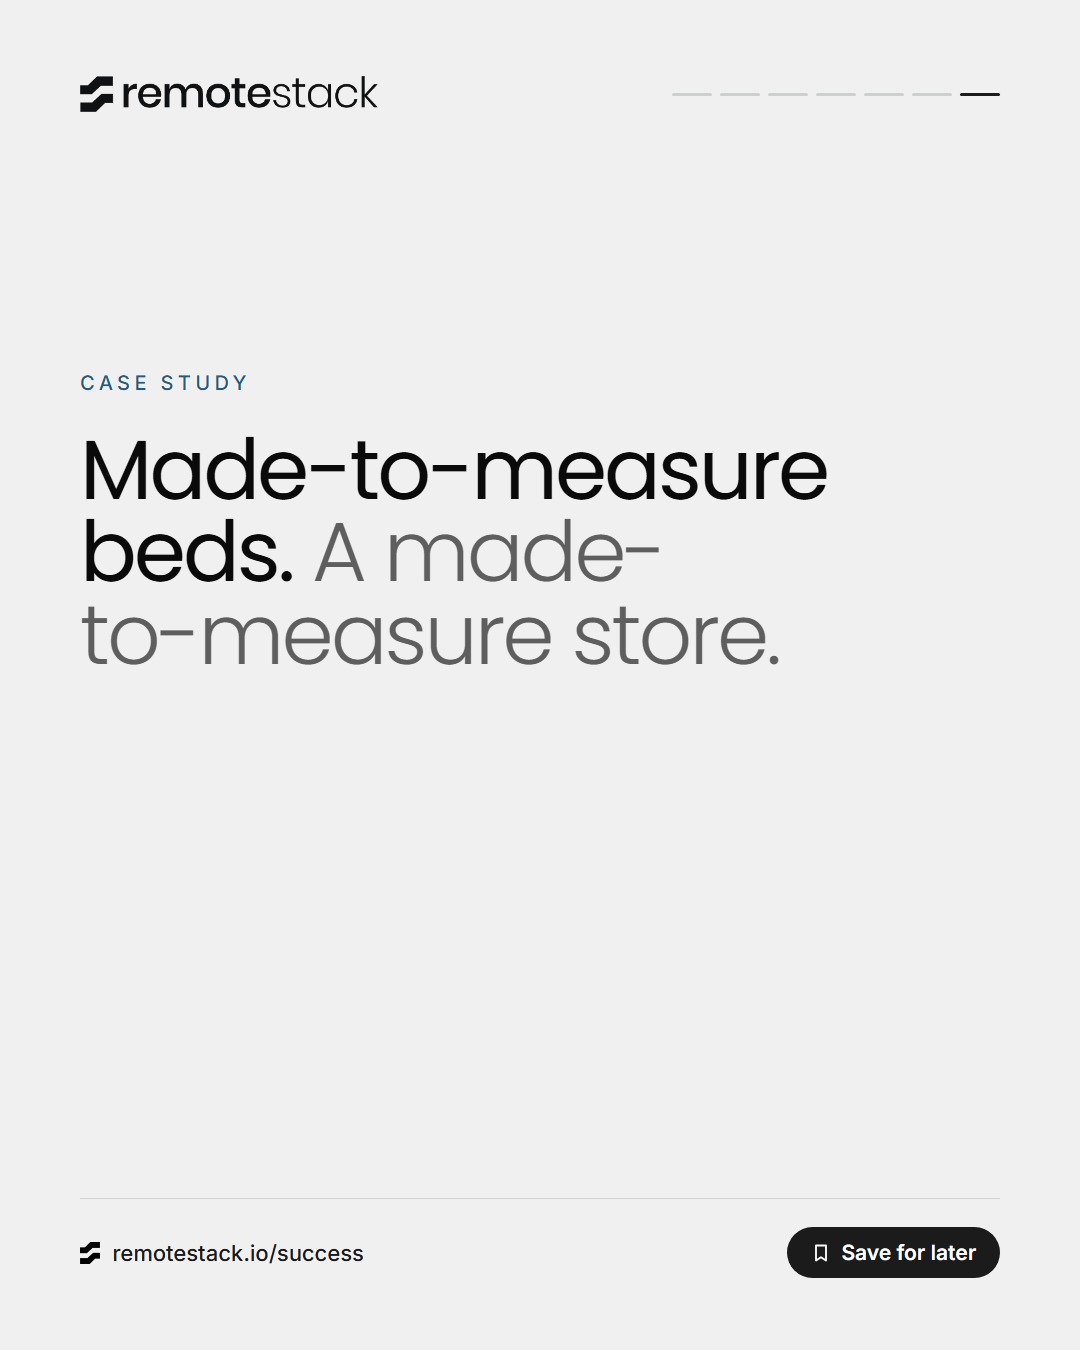 remotestack
CASE STUDY
Made-to-measure
beds. A made-
to-measure store.
remotestack.io/success
Save for later